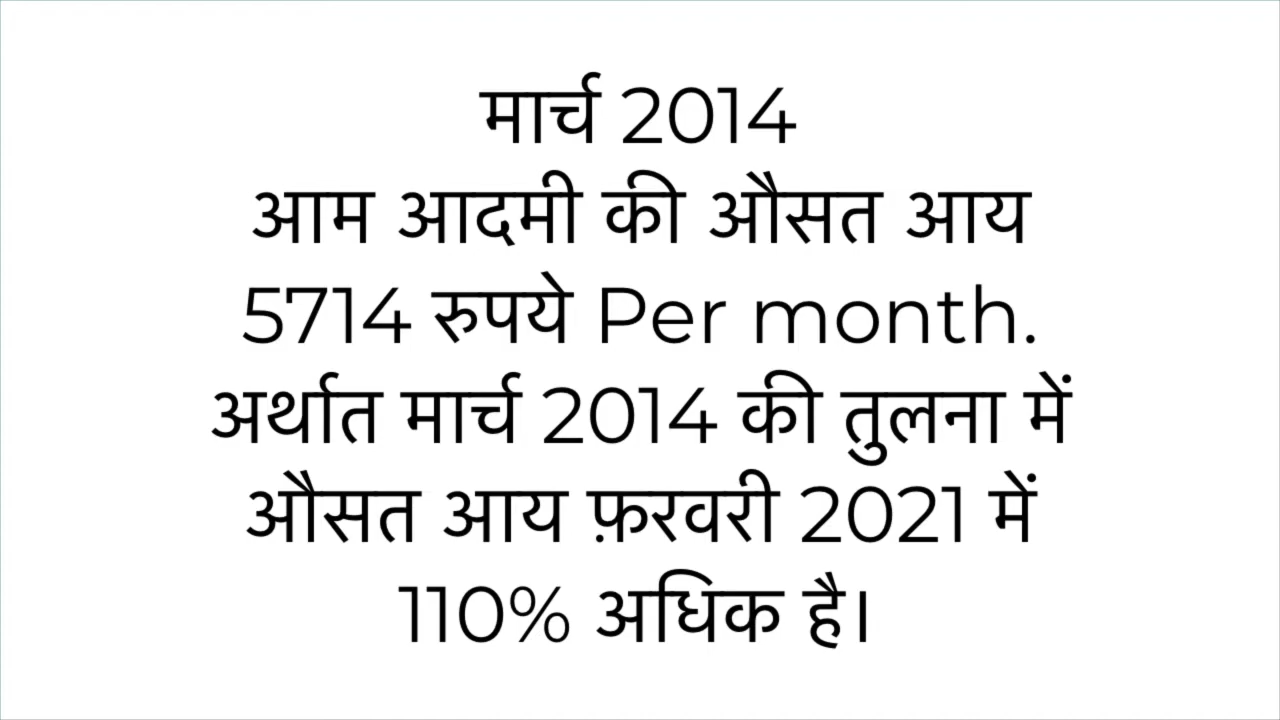 मार्च 2014
आम आदमी की औसत आय
5714 रुपये Per month.
अर्थात मार्च 2014 की तुलना में
औसत आय फ़रवरी 2021 में
110% अधिक है।